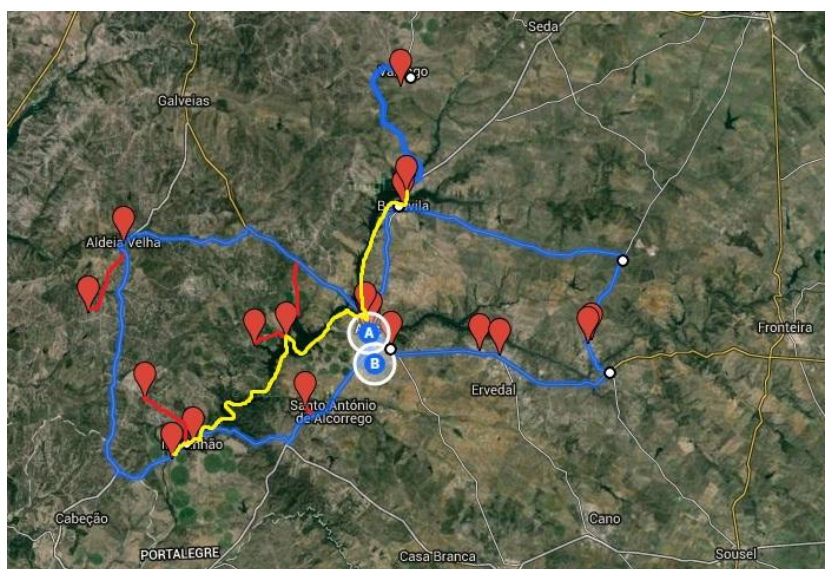 Seda
Galveias
Aldeia Velha
Fronteira
A
B
Ervedal
Santo António
de Alcorrego
Cabeção
Cano
PORTALEGRE
Casa Branca
Sousel